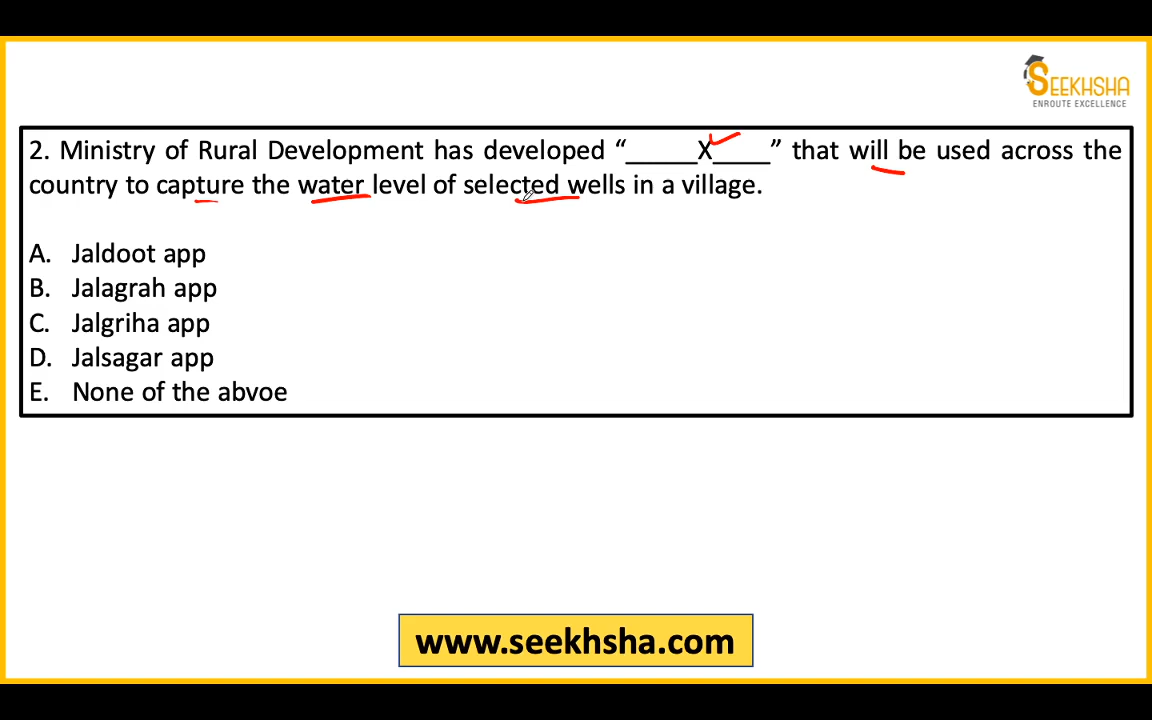 SEEKHSHA
ENROUTE EXCELLENCE
2. Ministry of Rural Development has developed “_____X____” that will be used across the
country to capture the water level of selected wells in a village.
A. Jaldoot app
B. Jalagrah app
C. Jalgriha app
D. Jalsagar app
E. None of the abvoe
www.seekhsha.com